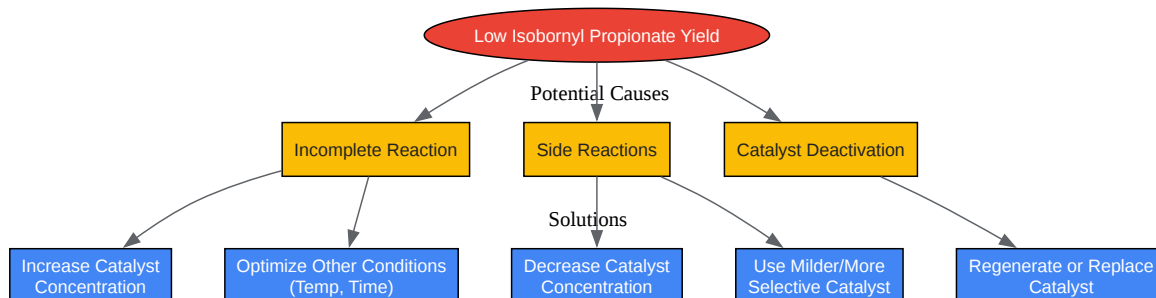 Low Isobornyl Propionate Yield
Potential Causes
Incomplete Reaction
Side Reactions
Catalyst Deactivation
Solutions
Increase Catalyst
Concentration
Optimize Other Conditions
(Temp, Time)
Decrease Catalyst
Concentration
Use Milder/More
Selective Catalyst
Regenerate or Replace
Catalyst